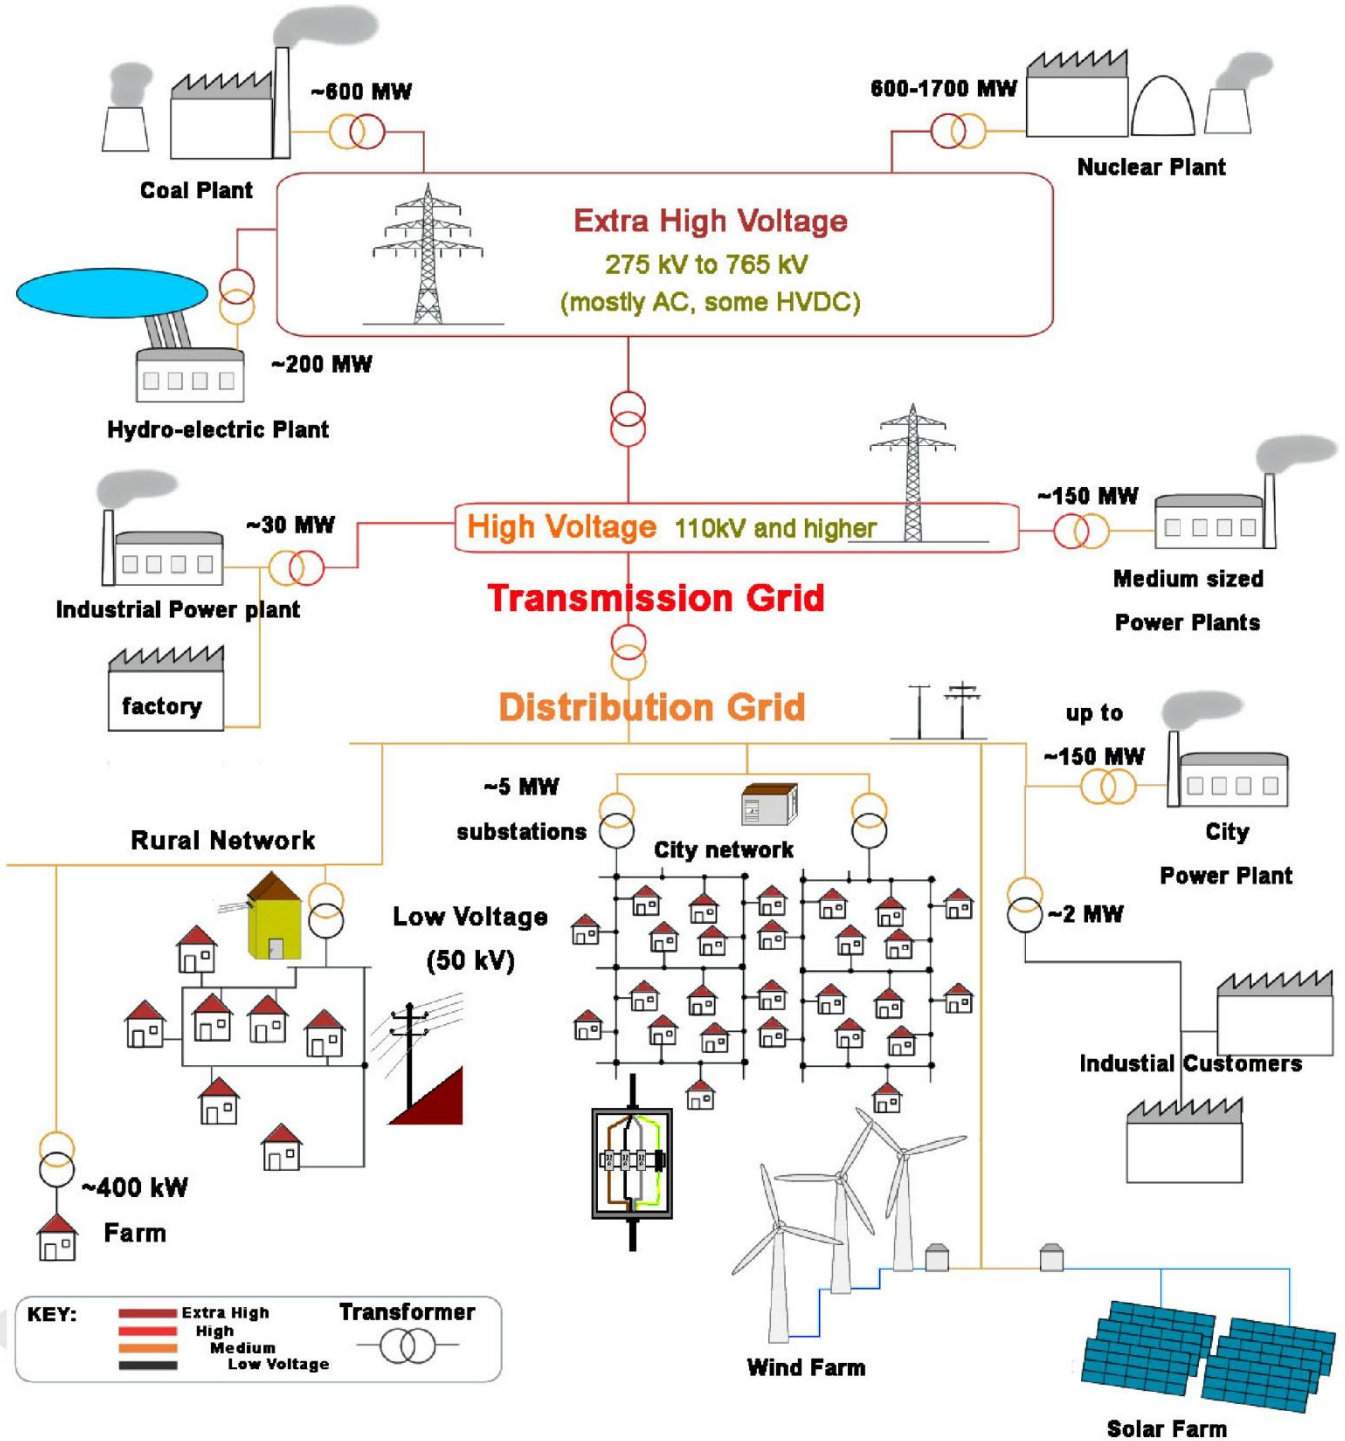 ~600 MW
600-1700 MW
Coal Plant
Nuclear Plant
Extra High Voltage
275 kV to 765 kV
(mostly AC, some HVDC)
~200 MW
Hydro-electric Plant
~30 MW
High Voltage 110kV and higher
~150 MW
Industrial Power plant
Medium sized
Power Plants
Transmission Grid
factory
Distribution Grid
up to
~150 MW
~5 MW
substations
Rural Network
City network
City
Power Plant
Low Voltage
(50 kV)
~2 MW
Industial Customers
~400 kW
Farm
KEY:
Extra High
High
Medium
Low Voltage
Transformer
Wind Farm
Solar Farm